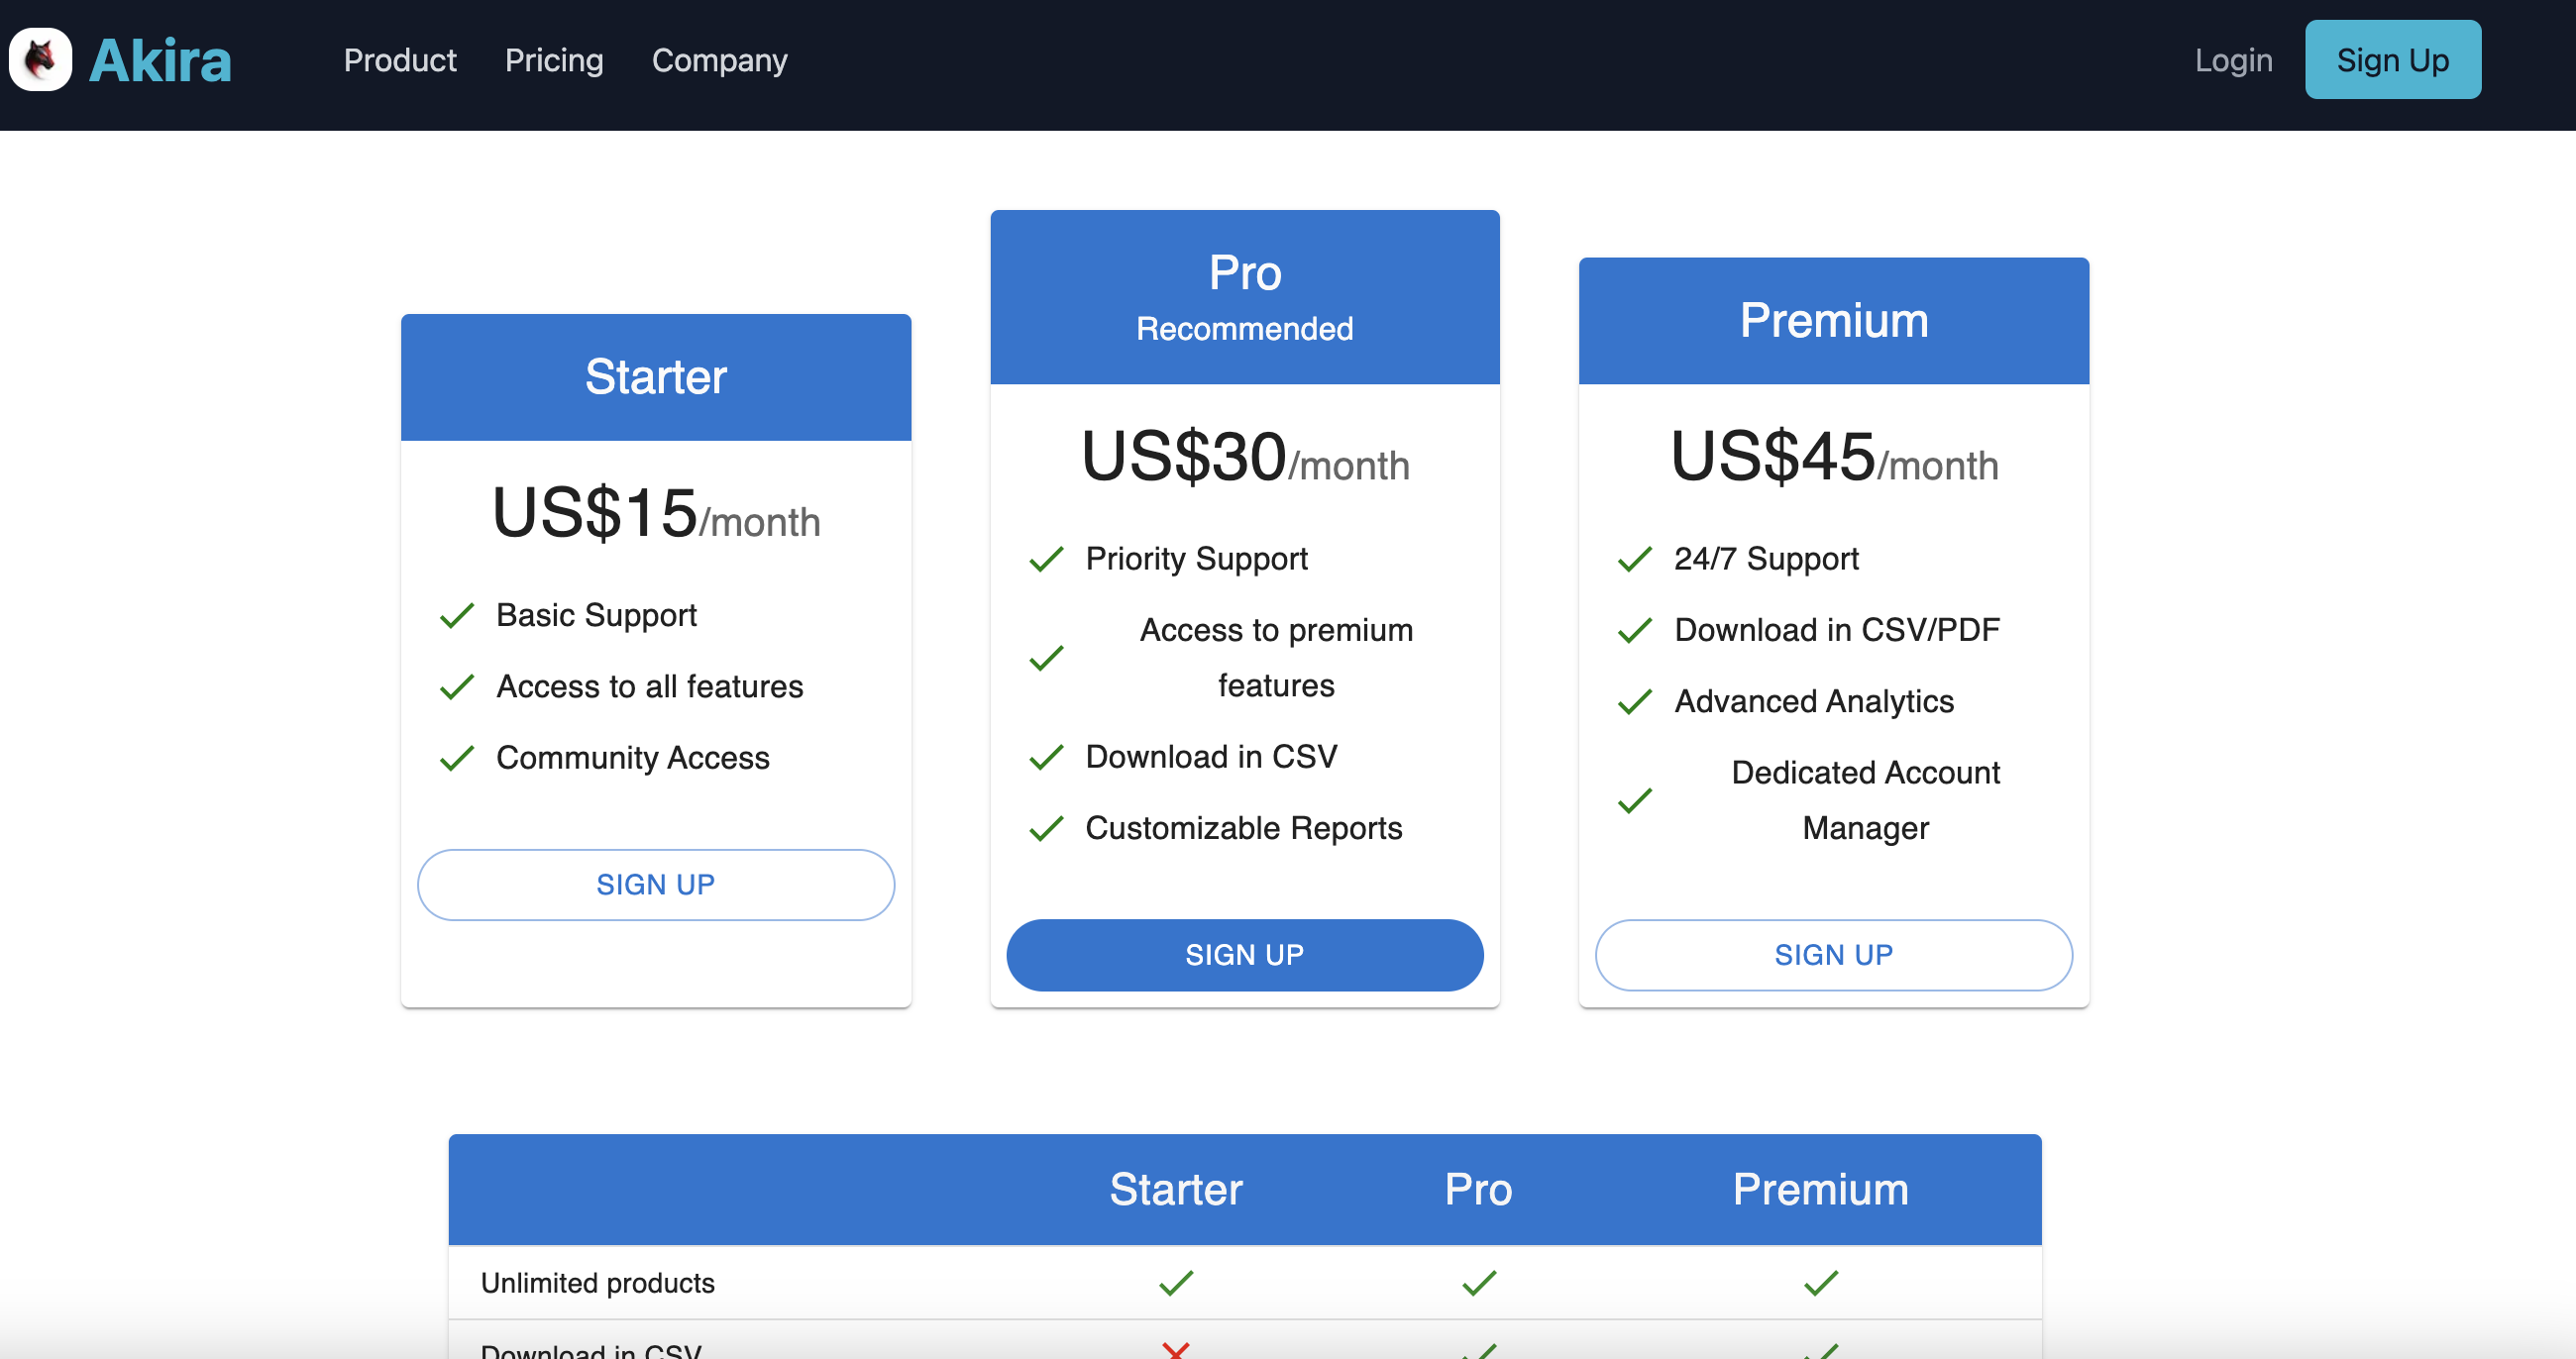 Akira
Product Pricing Company
Login Sign Up
Starter
US$15/month
Basic Support
Access to all features
Community Access
SIGN UP
Pro
Recommended
US$30/month
Priority Support
Access to premium
features
Download in CSV
Customizable Reports
SIGN UP
Premium
US$45/month
24/7 Support
Download in CSV/PDF
Advanced Analytics
Dedicated Account
Manager
SIGN UP
Starter Pro Premium
Unlimited products
Download in CSV